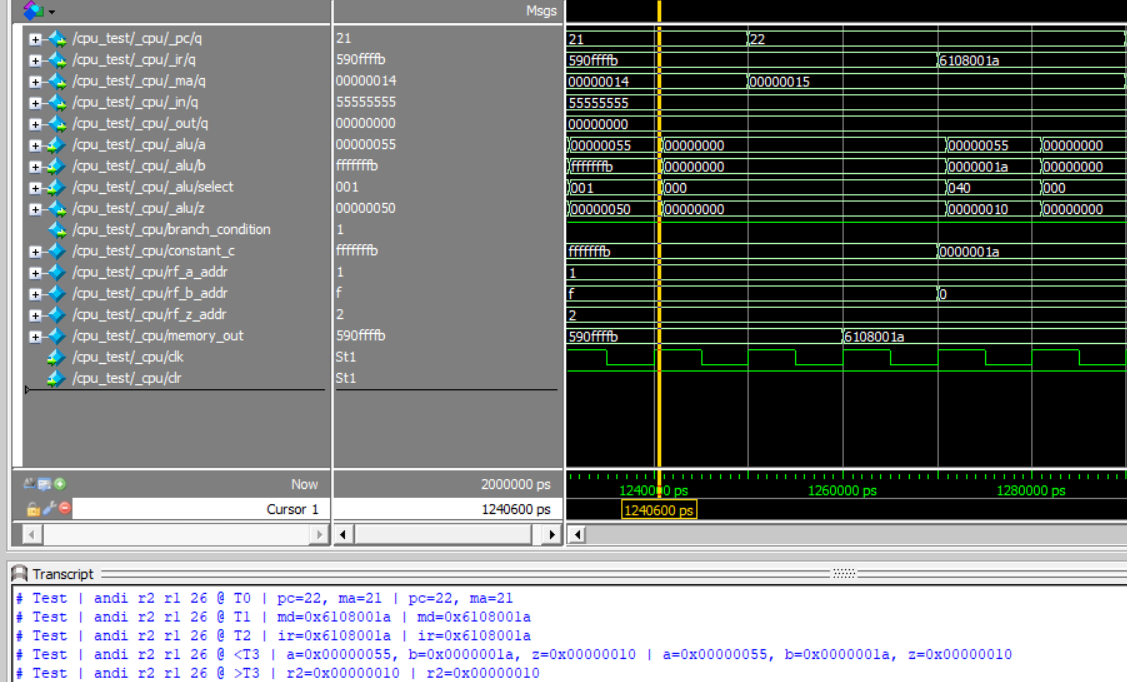 Msgs
/cpu_test/_cpu/_pc/q 21 21 22
/cpu_test/_cpu/_ir/q 590ffffb 590ffffb 6108001a
/cpu_test/_cpu/_ma/q 00000014 00000014 00000015
/cpu_test/_cpu/_in/q 55555555 55555555
/cpu_test/_cpu/_out/q 00000000 00000000
/cpu_test/_cpu/_alu/a 00000055 00000055 00000000 00000055 00000000
/cpu_test/_cpu/_alu/b fffffffb fffffffb 00000000 0000001a 00000000
/cpu_test/_cpu/_alu/select 001 001 000 040 000
/cpu_test/_cpu/_alu/z 00000050 00000050 00000000 00000010 00000000
/cpu_test/_cpu/branch_condition 1
/cpu_test/_cpu/constant_c fffffffb fffffffb 0000001a
/cpu_test/_cpu/rf_a_addr 1 1
/cpu_test/_cpu/rf_b_addr f f 0
/cpu_test/_cpu/rf_z_addr 2 2
/cpu_test/_cpu/memory_out 590ffffb 590ffffb 6108001a
/cpu_test/_cpu/clk St1
/cpu_test/_cpu/clr St1
Now 2000000 ps 1240000 ps 1260000 ps 1280000 ps
Cursor 1 1240600 ps 1240600 ps
Transcript
# Test | andi r2 r1 26 @ T0 | pc=22, ma=21 | pc=22, ma=21
# Test | andi r2 r1 26 @ T1 | md=0x6108001a | md=0x6108001a
# Test | andi r2 r1 26 @ T2 | ir=0x6108001a | ir=0x6108001a
# Test | andi r2 r1 26 @ <T3 | a=0x00000055, b=0x0000001a, z=0x00000010 | a=0x00000055, b=0x0000001a, z=0x00000010
# Test | andi r2 r1 26 @ >T3 | r2=0x00000010 | r2=0x00000010